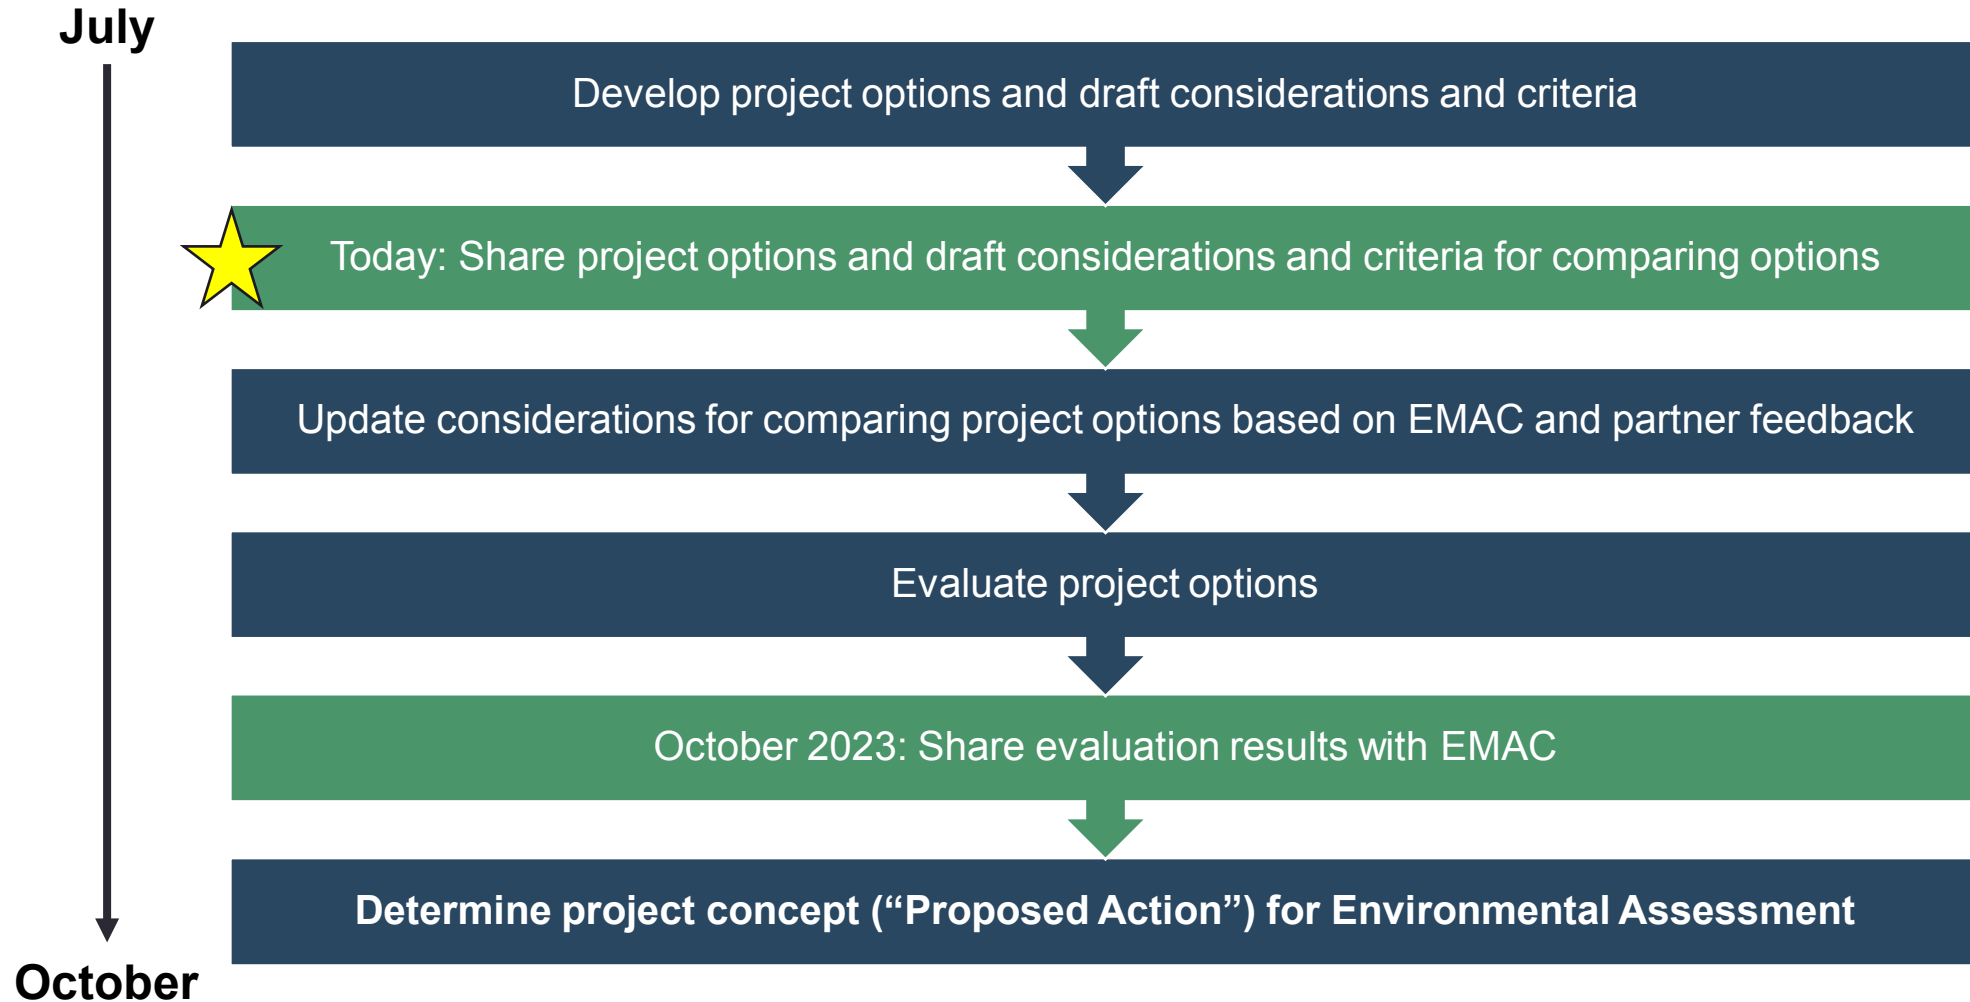 July
Develop project options and draft considerations and criteria
Today: Share project options and draft considerations and criteria for comparing options
Update considerations for comparing project options based on EMAC and partner feedback
Evaluate project options
October 2023: Share evaluation results with EMAC
Determine project concept (“Proposed Action”) for Environmental Assessment
October